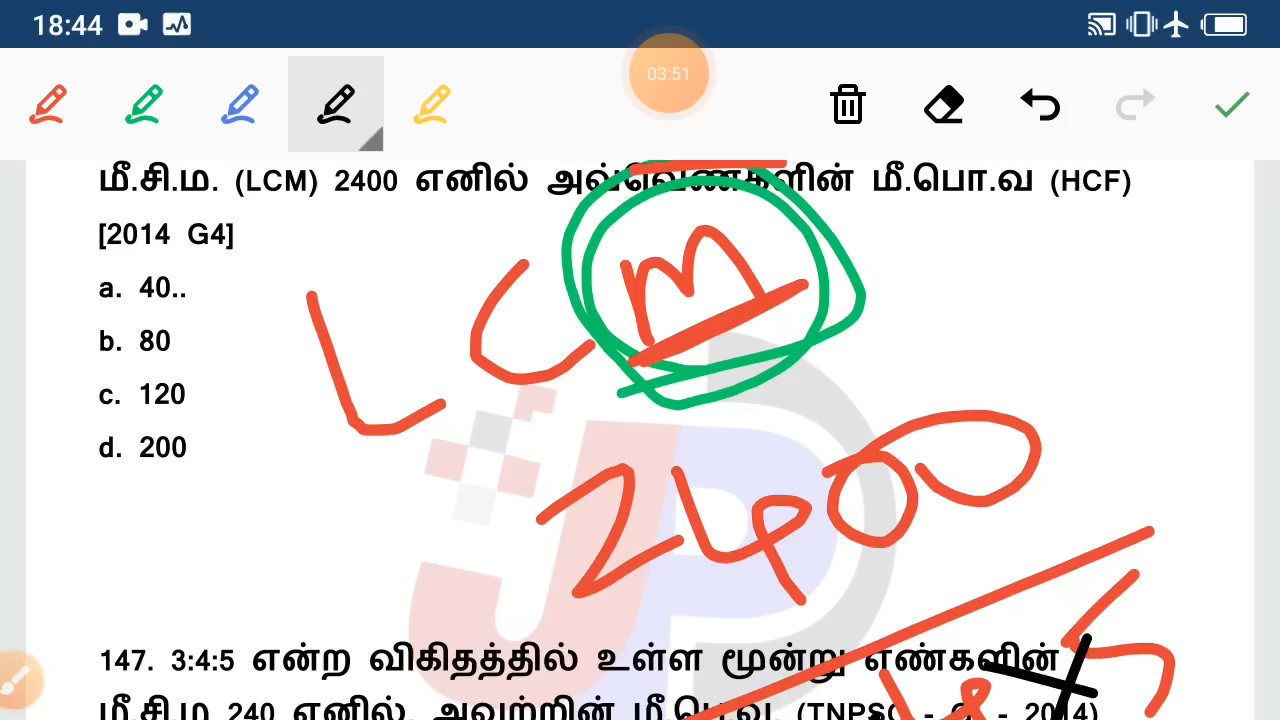 18:44
03:51
மீ.சி.ம. (LCM) 2400 எனில் அவ்வெண்களின் மீ.பொ.வ (HCF)
[2014 G4]
a. 40..
b. 80
c. 120
d. 200
LCM
2400
147. 3:4:5 என்ற விகிதத்தில் உள்ள மூன்று எண்களின்
மீ.சி.ம 240 எனில், அவற்றின் மீ.பெ.வ. (TNPSC - - 2014)